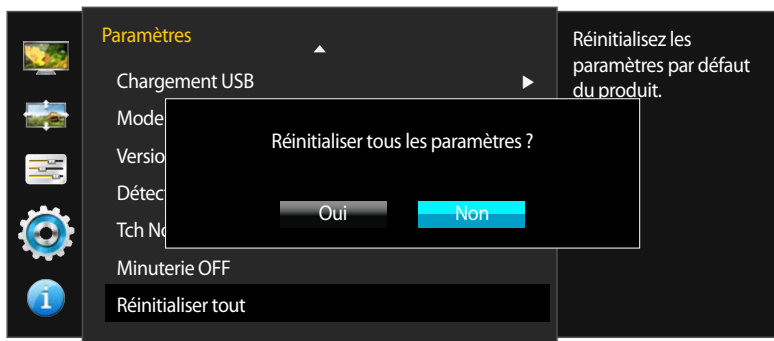 Paramètres
Chargement USB
Mode
Versio
Détec
Tch No
Minuterie OFF
Réinitialiser tout
Réinitialiser tous les paramètres ?
Oui
Non
Réinitialisez les
paramètres par défaut
du produit.